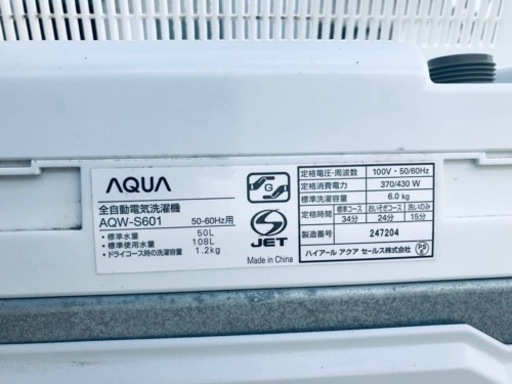 AQUA
全自動電気洗濯機
AQW-S601 50-60Hz用
・標準水量 50L
・標準使用水量 108L
・ドライコース時の洗濯容量 1.2kg
G
S
JET
Made in China
定格電圧・周波数 100V・50/60Hz
定格消費電力 370/430 W
標準洗濯容量 6.0kg
定格時間 標準コース おいそぎコース 洗いのみ
34分 24分 15分
製造番号 247204
ハイアール アクア セールス株式会社
PS
E